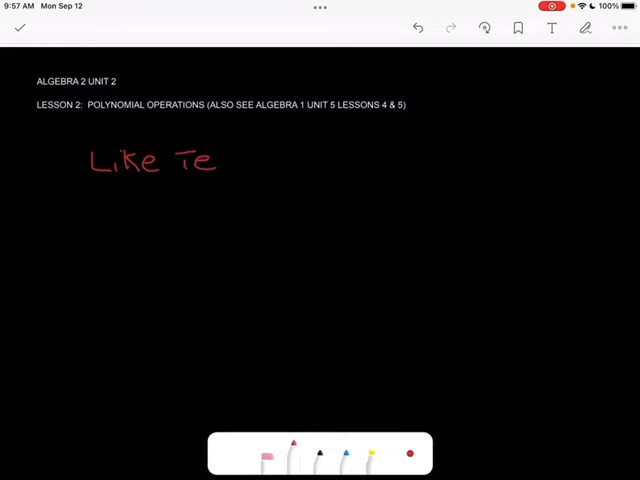 9:57 AM Mon Sep 12
100%
T
ALGEBRA 2 UNIT 2
LESSON 2: POLYNOMIAL OPERATIONS (ALSO SEE ALGEBRA 1 UNIT 5 LESSONS 4 & 5)
Like Te